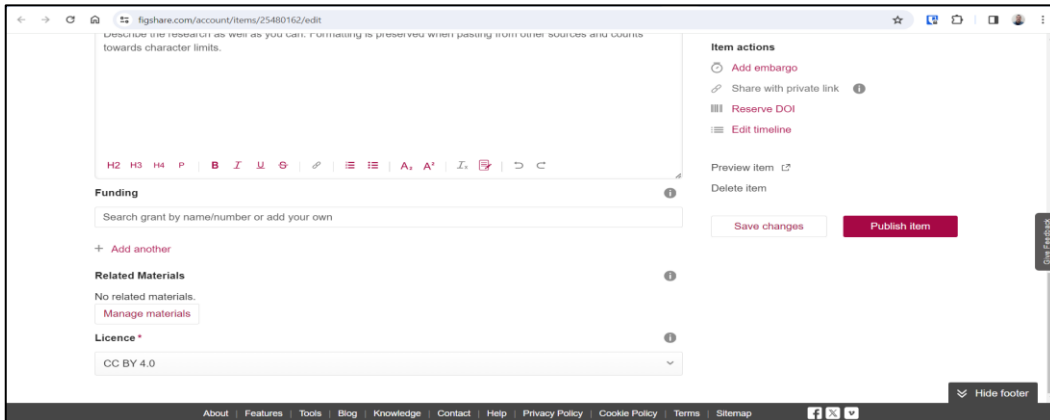 figshare.com/account/items/25480162/edit
Describe the research as well as you can. Formatting is preserved when pasting from other sources and counts
towards character limits.
H2 H3 H4 P B I U S A₂ A² Iₓ
Funding
Search grant by name/number or add your own
+ Add another
Related Materials
No related materials.
Manage materials
Licence *
CC BY 4.0
Item actions
Add embargo
Share with private link
Reserve DOI
Edit timeline
Preview item
Delete item
Save changes Publish item
Give Feedback
Hide footer
About | Features | Tools | Blog | Knowledge | Contact | Help | Privacy Policy | Cookie Policy | Terms | Sitemap